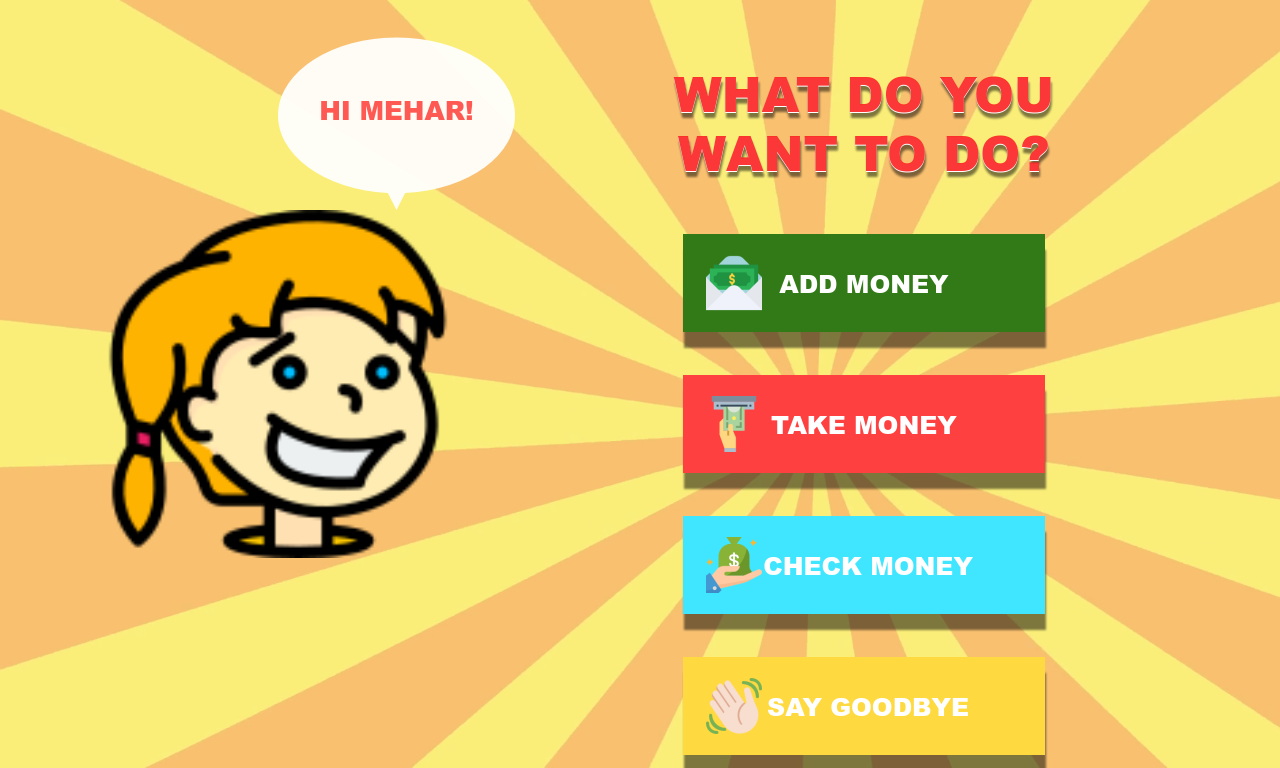 HI MEHAR!
WHAT DO YOU
WANT TO DO?
$
ADD MONEY
TAKE MONEY
$
CHECK MONEY
SAY GOODBYE